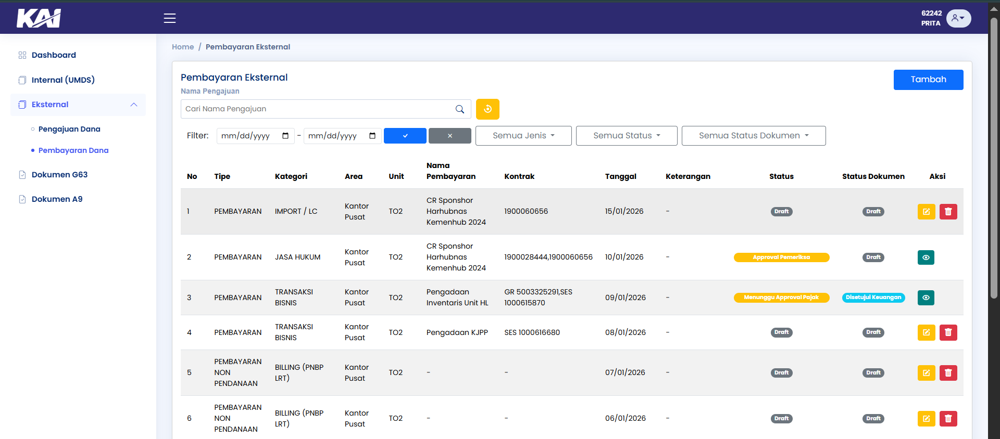 KAI
62242
PRITA
Dashboard
Internal (UMDS)
Eksternal
Pengajuan Dana
Pembayaran Dana
Dokumen G63
Dokumen A9
Home / Pembayaran Eksternal
Pembayaran Eksternal
Tambah
Nama Pengajuan
Cari Nama Pengajuan
Filter: mm/dd/yyyy - mm/dd/yyyy Semua Jenis Semua Status Semua Status Dokumen
No Tipe Kategori Area Unit Nama Pembayaran Kontrak Tanggal Keterangan Status Status Dokumen Aksi
1 PEMBAYARAN IMPORT / LC Kantor Pusat TO2 CR Sponshor Harhubnas Kemenhub 2024 1900060656 15/01/2026 - Draft Draft
2 PEMBAYARAN JASA HUKUM Kantor Pusat TO2 CR Sponshor Harhubnas Kemenhub 2024 1900028444,1900060656 10/01/2026 - Approval Pemeriksa Draft
3 PEMBAYARAN TRANSAKSI BISNIS Kantor Pusat TO2 Pengadaan Inventaris Unit HL GR 5003325291,SES 1000615870 09/01/2026 - Menunggu Approval Pajak Disetujui Keuangan
4 PEMBAYARAN TRANSAKSI BISNIS Kantor Pusat TO2 Pengadaan KJPP SES 1000616680 08/01/2026 - Draft Draft
5 PEMBAYARAN NON PENDANAAN BILLING (PNBP LRT) Kantor Pusat TO2 - - 07/01/2026 - Draft Draft
6 PEMBAYARAN NON PENDANAAN BILLING (PNBP LRT) Kantor Pusat TO2 - - 06/01/2026 - Draft Draft